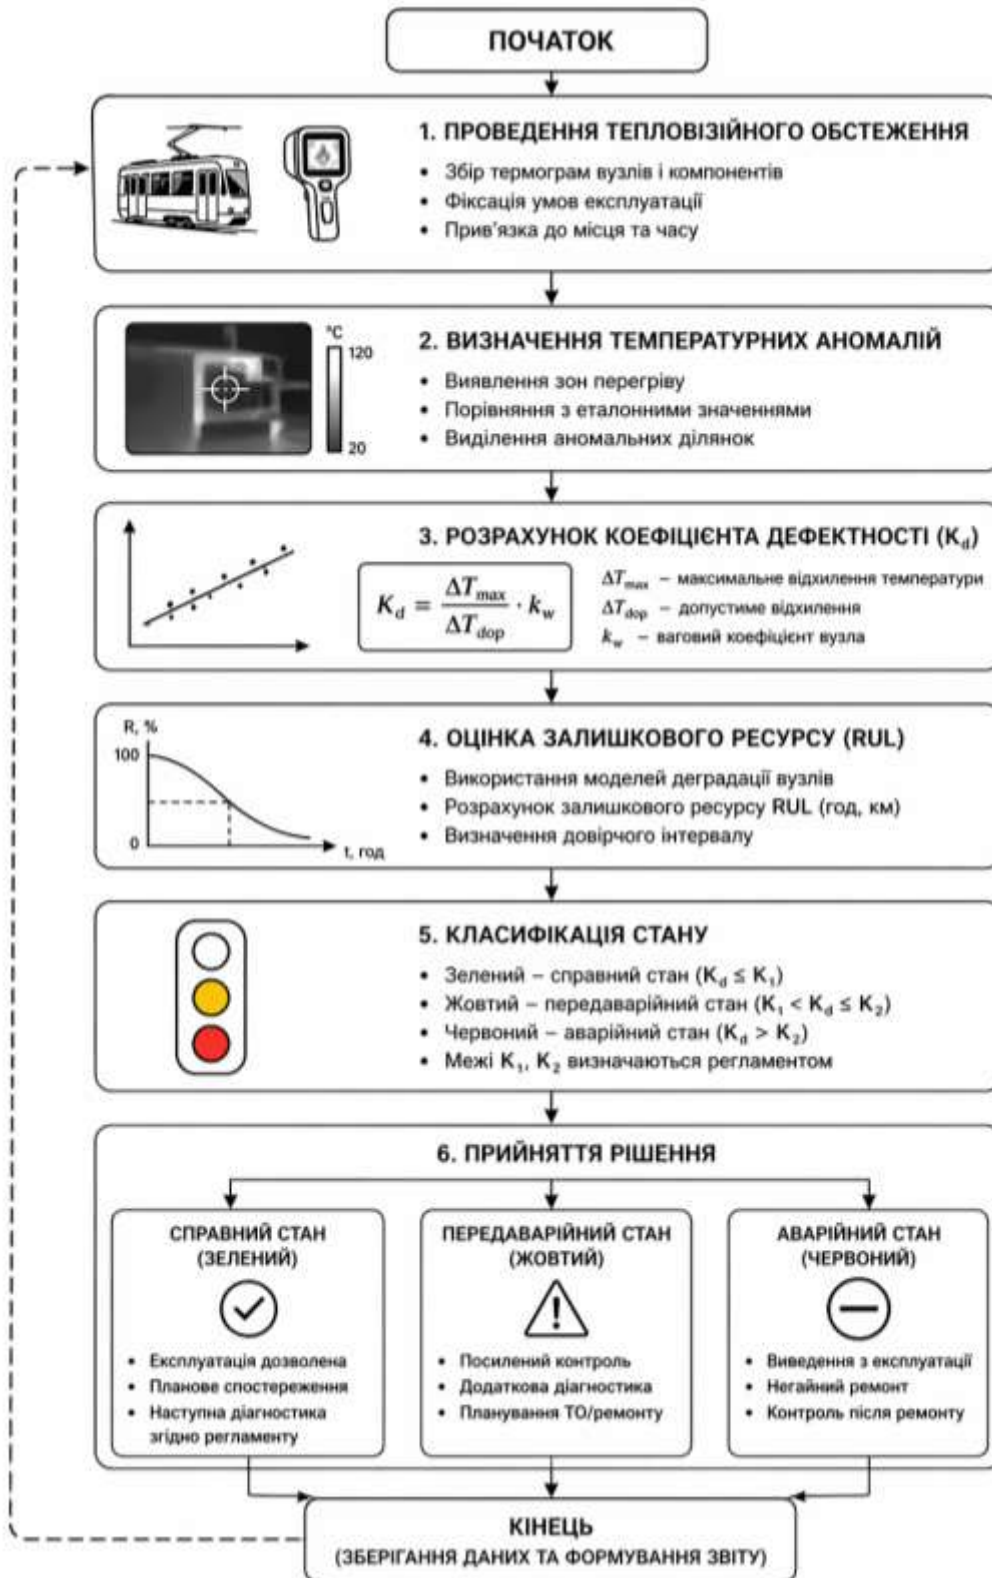 ПОЧАТОК
1. ПРОВЕДЕННЯ ТЕПЛОВІЗІЙНОГО ОБСТЕЖЕННЯ
• Збір термограм вузлів і компонентів
• Фіксація умов експлуатації
• Прив'язка до місця та часу
°C
120
20
2. ВИЗНАЧЕННЯ ТЕМПЕРАТУРНИХ АНОМАЛІЙ
• Виявлення зон перегріву
• Порівняння з еталонними значеннями
• Виділення аномальних ділянок
3. РОЗРАХУНОК КОЕФІЦІЄНТА ДЕФЕКТНОСТІ (K_d)
K_d = ΔT_max / ΔT_dop · k_w
ΔT_max – максимальне відхилення температури
ΔT_dop – допустиме відхилення
k_w – ваговий коефіцієнт вузла
R, %
100
0
t, год
4. ОЦІНКА ЗАЛИШКОВОГО РЕСУРСУ (RUL)
• Використання моделей деградації вузлів
• Розрахунок залишкового ресурсу RUL (год, км)
• Визначення довірчого інтервалу
5. КЛАСИФІКАЦІЯ СТАНУ
• Зелений – справний стан (K_d ≤ K_1)
• Жовтий – передаварійний стан (K_1 < K_d ≤ K_2)
• Червоний – аварійний стан (K_d > K_2)
• Межі K_1, K_2 визначаються регламентом
6. ПРИЙНЯТТЯ РІШЕННЯ
СПРАВНИЙ СТАН
(ЗЕЛЕНИЙ)
• Експлуатація дозволена
• Планове спостереження
• Наступна діагностика
згідно регламенту
ПЕРЕДАВАРІЙНИЙ СТАН
(ЖОВТИЙ)
• Посилений контроль
• Додаткова діагностика
• Планування ТО/ремонту
АВАРІЙНИЙ СТАН
(ЧЕРВОНИЙ)
• Виведення з експлуатації
• Негайний ремонт
• Контроль після ремонту
КІНЕЦЬ
(ЗБЕРІГАННЯ ДАНИХ ТА ФОРМУВАННЯ ЗВІТУ)